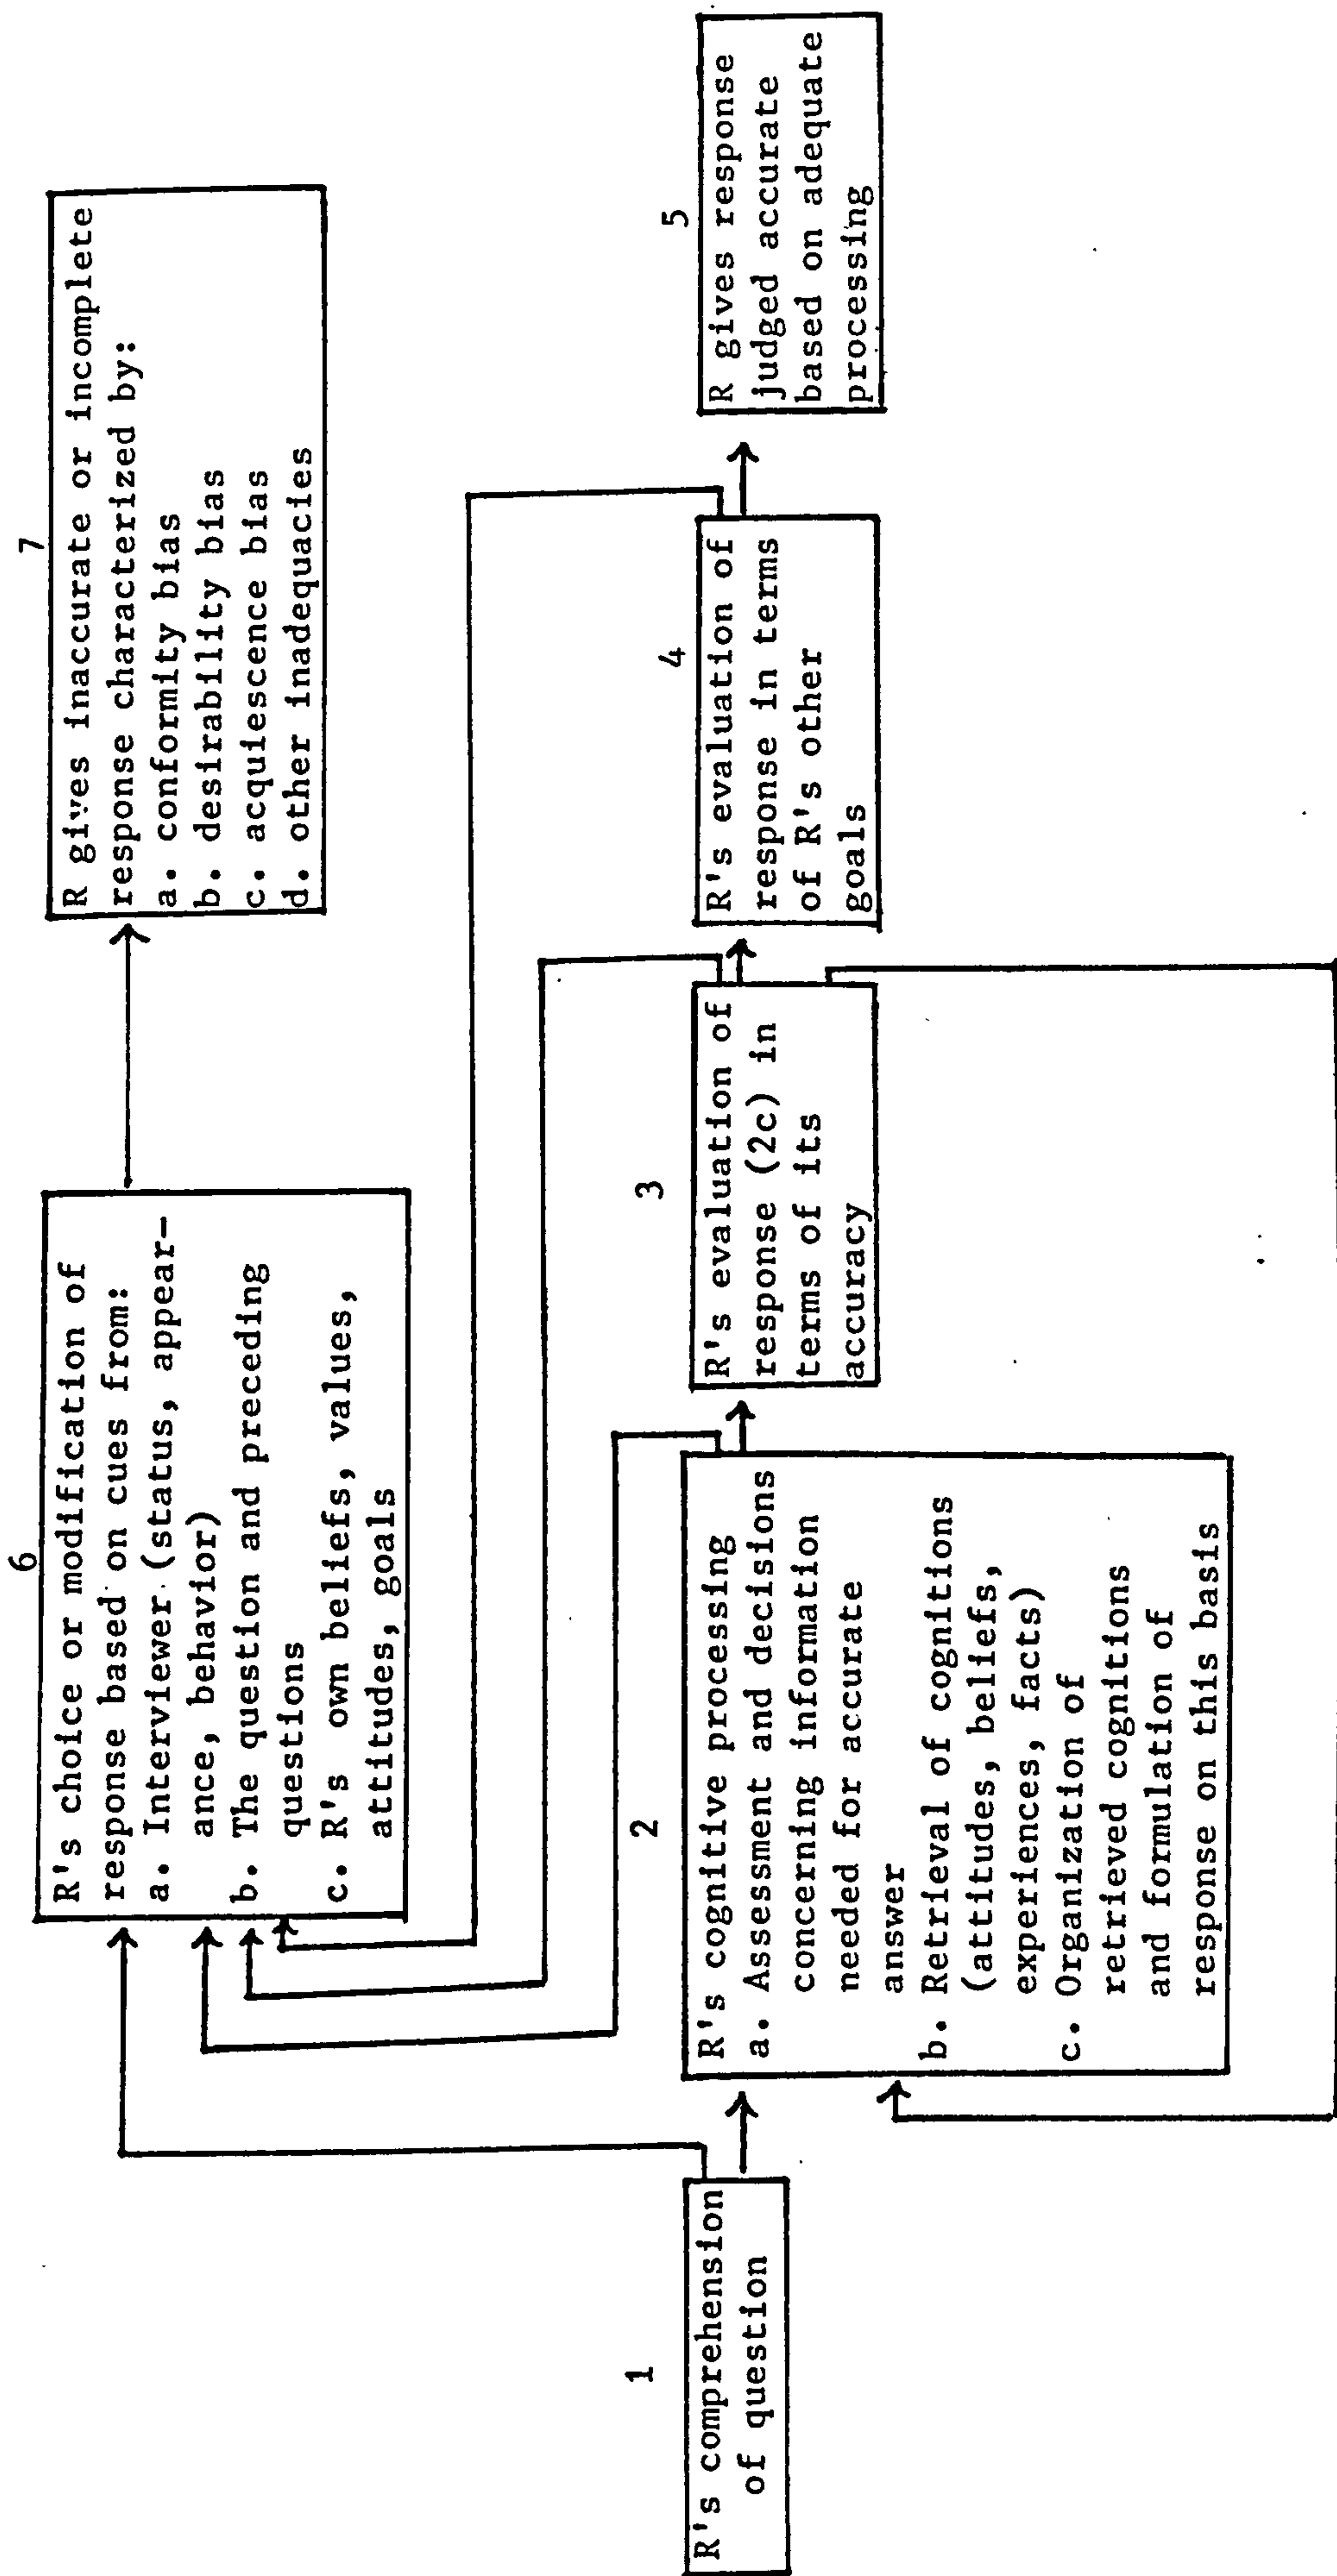 1
R's comprehension
of question
2
R's cognitive processing
a. Assessment and decisions
concerning information
needed for accurate
answer
b. Retrieval of cognitions
(attitudes, beliefs,
experiences, facts)
c. Organization of
retrieved cognitions
and formulation of
response on this basis
3
R's evaluation of
response (2c) in
terms of its
accuracy
4
R's evaluation of
response in terms
of R's other
goals
5
R gives response
judged accurate
based on adequate
processing
6
R's choice or modification of
response based on cues from:
a. Interviewer (status, appear-
ance, behavior)
b. The question and preceding
questions
c. R's own beliefs, values,
attitudes, goals
7
R gives inaccurate or incomplete
response characterized by:
a. conformity bias
b. desirability bias
c. acquiescence bias
d. other inadequacies